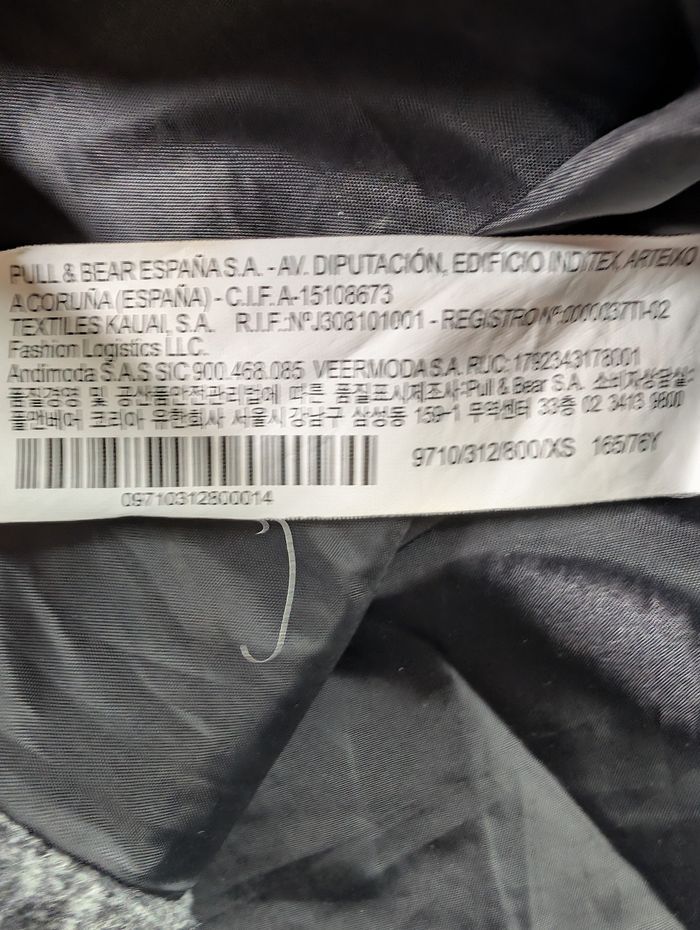 PULL & BEAR ESPAÑA S.A. - AV. DIPUTACIÓN, EDIFICIO INDITEX, ARTEIXO
A CORUÑA (ESPAÑA) - C.I.F. A-15108673
TEXTILES KAUAI, S.A. R.I.F.:Nº J308101001 - REGISTRO Nº:0000037TI-02
Fashion Logistics LLC.
Andimoda S.A.S SIC 900.468.085 VEERMODA S.A. RUC: 1792343178001
품질경영 및 공산품안전관리법에 따른 품질표시제조사:Pull & Bear S.A. 소비자상담실:
풀앤베어 코리아 유한회사 서울시 강남구 삼성동 159-1 무역센터 33층 02 3413 9800
09710312800014
9710/312/800/XS 165/76Y